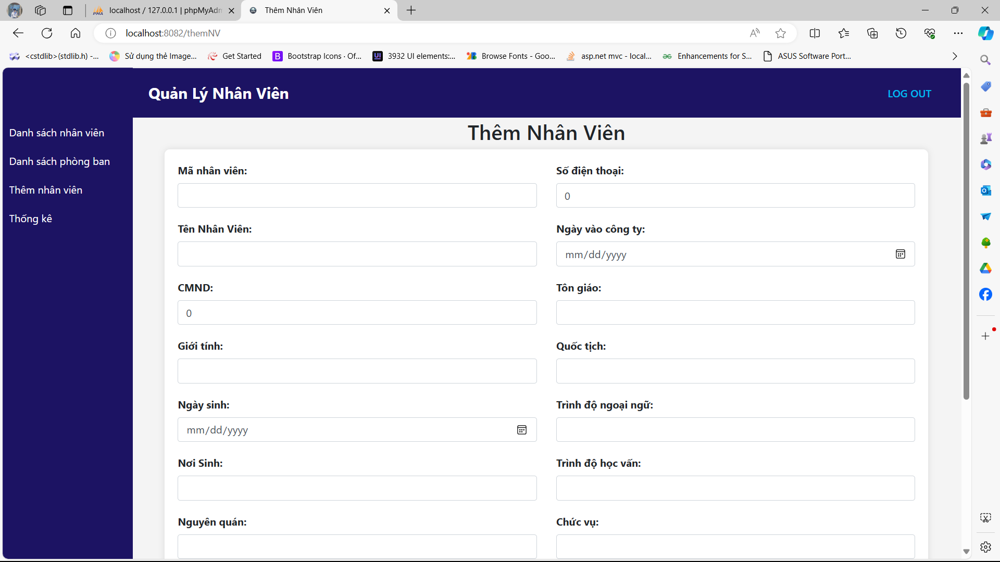 localhost / 127.0.0.1 | phpMyAdm
Thêm Nhân Viên
localhost:8082/themNV
<cstdlib>(stdlib.h) -...
Sử dụng thẻ Image...
Get Started
Bootstrap Icons · Of...
3932 UI elements:...
Browse Fonts - Goo...
asp.net mvc - local...
Enhancements for S...
ASUS Software Port...
Quản Lý Nhân Viên
LOG OUT
Danh sách nhân viên
Danh sách phòng ban
Thêm nhân viên
Thống kê
Thêm Nhân Viên
Mã nhân viên:
Số điện thoại:
0
Tên Nhân Viên:
Ngày vào công ty:
mm/dd/yyyy
CMND:
Tôn giáo:
0
Giới tính:
Quốc tịch:
Ngày sinh:
Trình độ ngoại ngữ:
mm/dd/yyyy
Nơi Sinh:
Trình độ học vấn:
Nguyên quán:
Chức vụ: